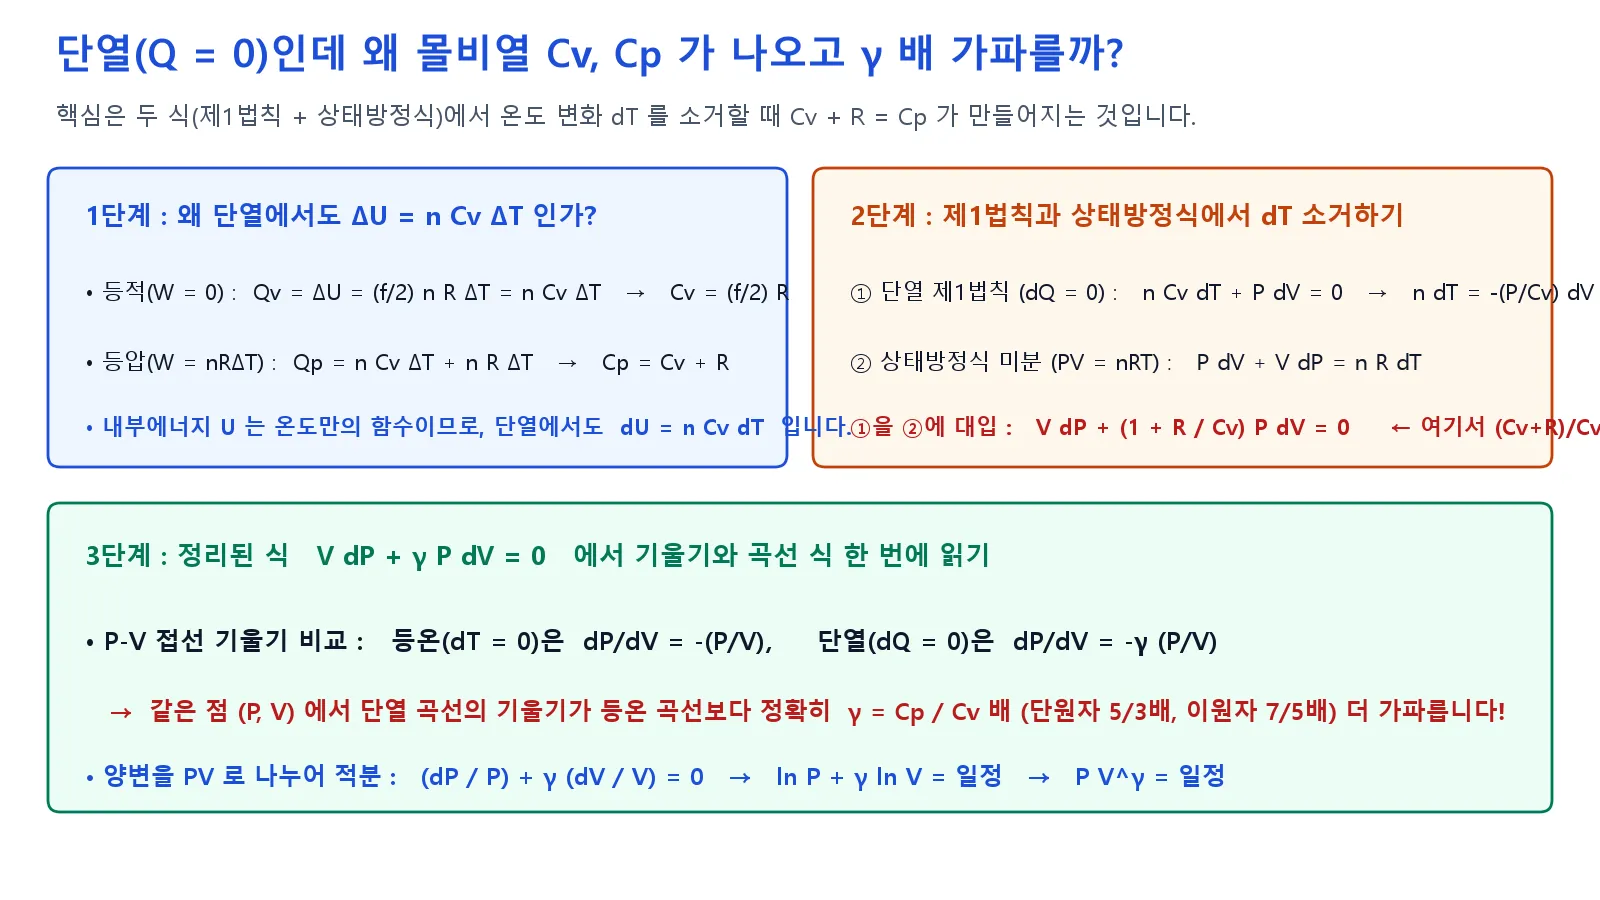 단열(Q = 0)인데 왜 몰비열 Cv, Cp 가 나오고 γ 배 가파를까?
핵심은 두 식(제1법칙 + 상태방정식)에서 온도 변화 dT 를 소거할 때 Cv + R = Cp 가 만들어지는 것입니다.
1단계 : 왜 단열에서도 ΔU = n Cv ΔT 인가?
• 등적(W = 0) : Qv = ΔU = (f/2) n R ΔT = n Cv ΔT → Cv = (f/2) R
• 등압(W = nRΔT) : Qp = n Cv ΔT + n R ΔT → Cp = Cv + R
• 내부에너지 U 는 온도만의 함수이므로, 단열에서도 dU = n Cv dT 입니다.
2단계 : 제1법칙과 상태방정식에서 dT 소거하기
① 단열 제1법칙 (dQ = 0) : n Cv dT + P dV = 0 → n dT = -(P/Cv) dV
② 상태방정식 미분 (PV = nRT) : P dV + V dP = n R dT
①을 ②에 대입 : V dP + (1 + R / Cv) P dV = 0 ← 여기서 (Cv+R)/Cv
3단계 : 정리된 식 V dP + γ P dV = 0 에서 기울기와 곡선 식 한 번에 읽기
• P-V 접선 기울기 비교 : 등온(dT = 0)은 dP/dV = -(P/V), 단열(dQ = 0)은 dP/dV = -γ (P/V)
→ 같은 점 (P, V) 에서 단열 곡선의 기울기가 등온 곡선보다 정확히 γ = Cp / Cv 배 (단원자 5/3배, 이원자 7/5배) 더 가파릅니다!
• 양변을 PV 로 나누어 적분 : (dP / P) + γ (dV / V) = 0 → ln P + γ ln V = 일정 → P V^γ = 일정